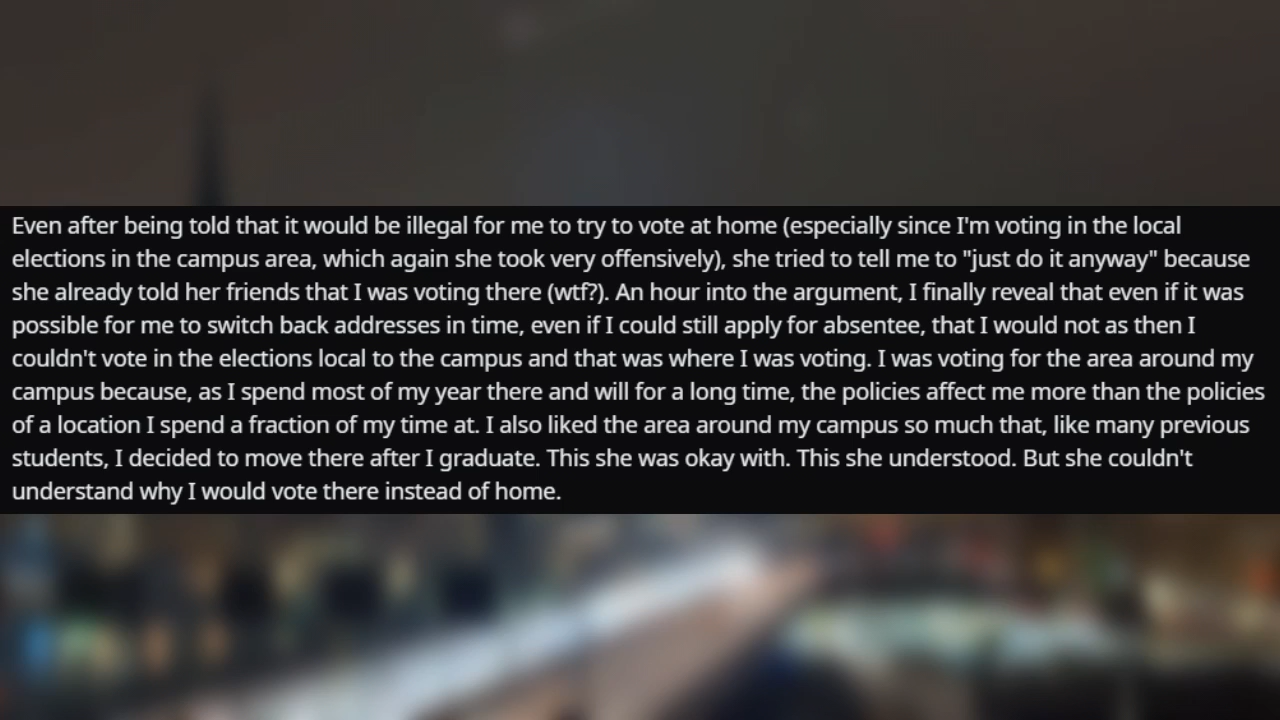 Even after being told that it would be illegal for me to try to vote at home (especially since I'm voting in the local
elections in the campus area, which again she took very offensively), she tried to tell me to "just do it anyway" because
she already told her friends that I was voting there (wtf?). An hour into the argument, I finally reveal that even if it was
possible for me to switch back addresses in time, even if I could still apply for absentee, that I would not as then I
couldn't vote in the elections local to the campus and that was where I was voting. I was voting for the area around my
campus because, as I spend most of my year there and will for a long time, the policies affect me more than the policies
of a location I spend a fraction of my time at. I also liked the area around my campus so much that, like many previous
students, I decided to move there after I graduate. This she was okay with. This she understood. But she couldn't
understand why I would vote there instead of home.